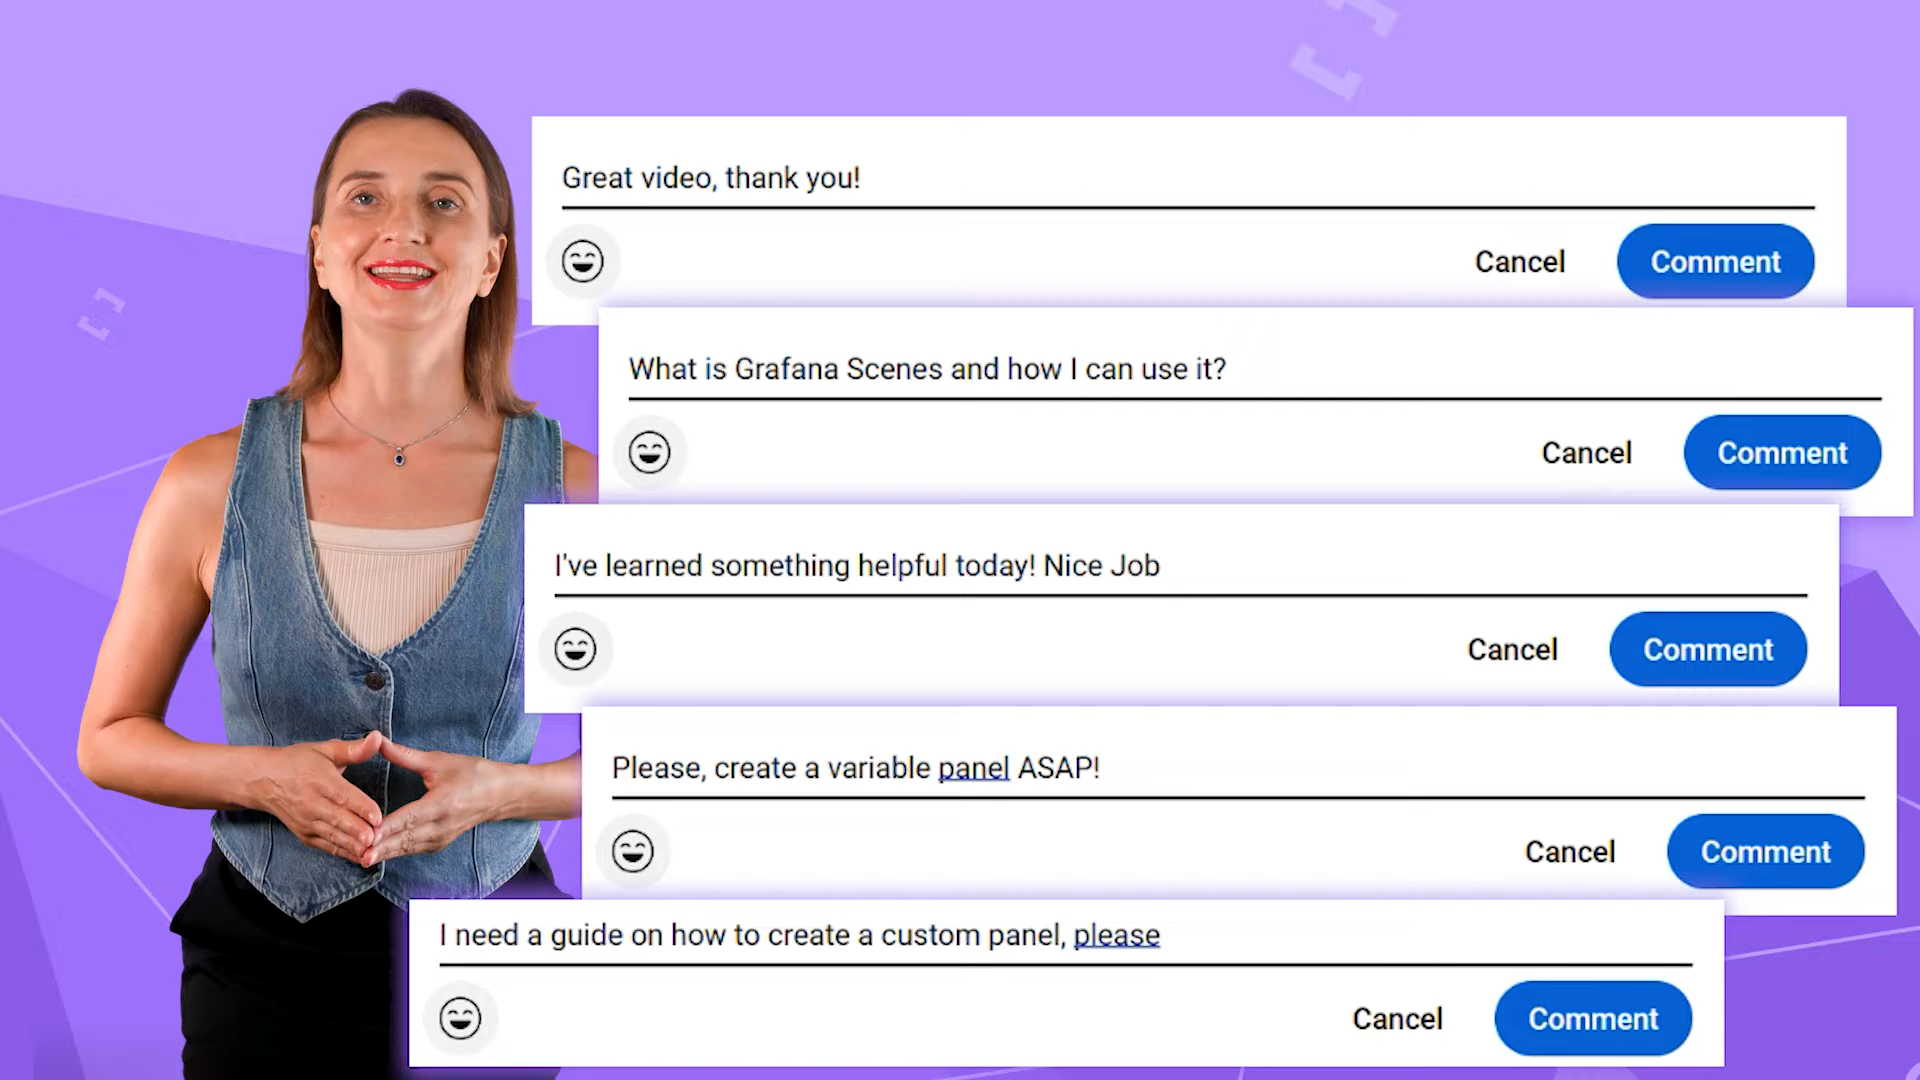 Great video, thank you!
Cancel Comment
What is Grafana Scenes and how I can use it?
Cancel Comment
I've learned something helpful today! Nice Job
Cancel Comment
Please, create a variable panel ASAP!
Cancel Comment
I need a guide on how to create a custom panel, please
Cancel Comment